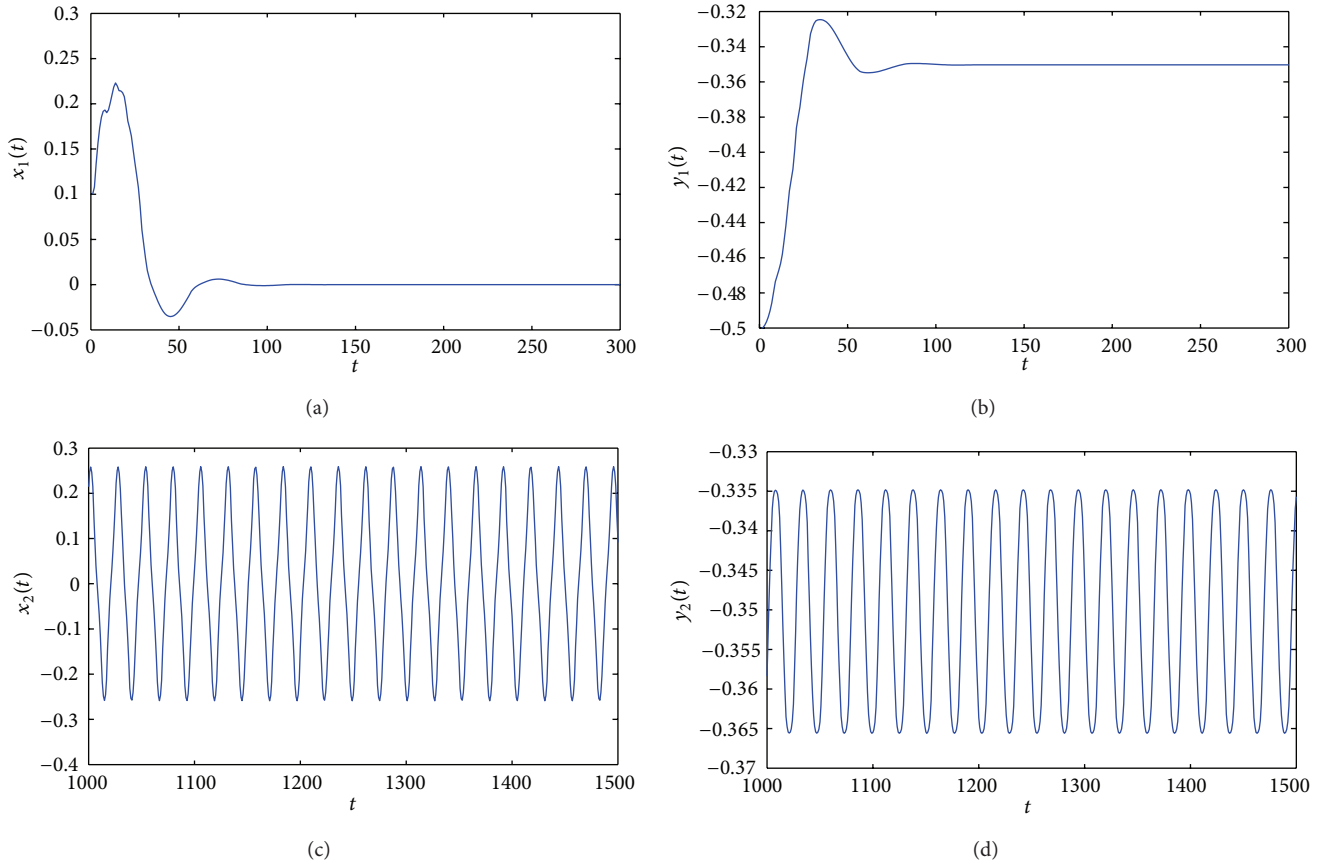 0.3
0.25
0.2
0.15
0.1
0.05
0
−0.05
x₁(t)
0 50 100 150 200 250 300
t
(a)
−0.32
−0.34
−0.36
−0.38
−0.4
−0.42
−0.44
−0.46
−0.48
−0.5
y₁(t)
0 50 100 150 200 250 300
t
(b)
0.3
0.2
0.1
0
−0.1
−0.2
−0.3
−0.4
x₂(t)
1000 1100 1200 1300 1400 1500
t
(c)
−0.33
−0.335
−0.34
−0.345
−0.35
−0.355
−0.36
−0.365
−0.37
y₂(t)
1000 1100 1200 1300 1400 1500
t
(d)